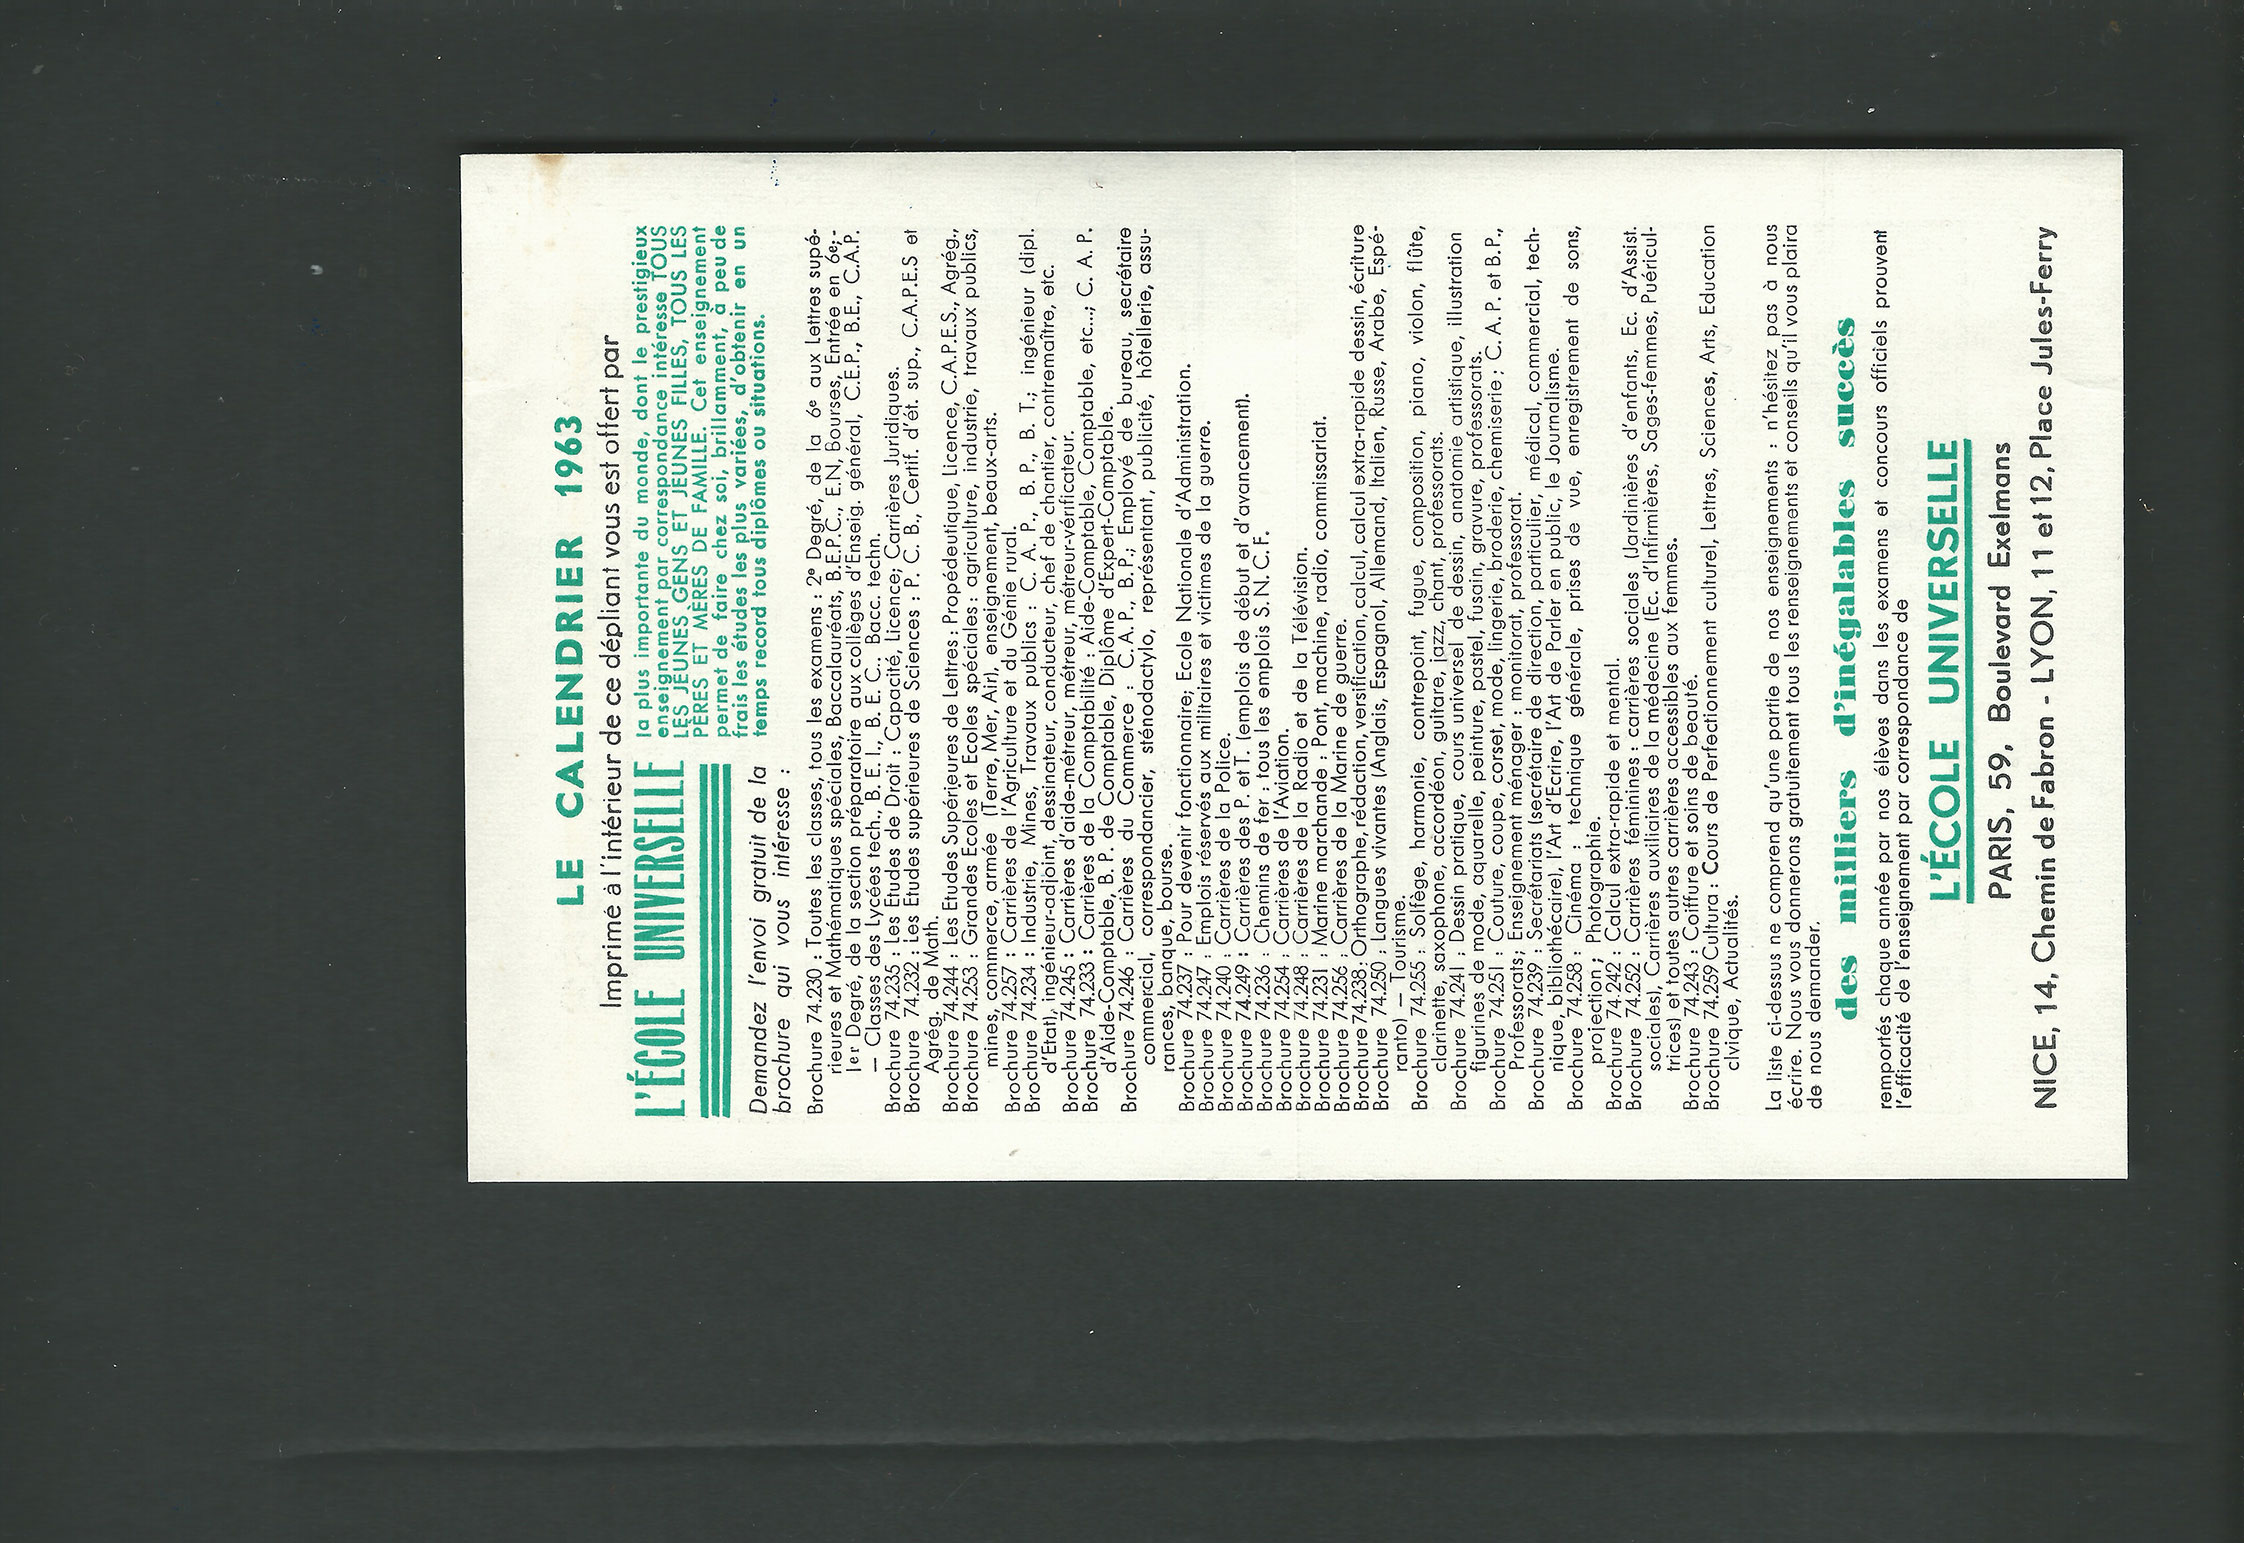 LE CALENDRIER 1963
Imprimé à l'intérieur de ce dépliant vous est offert par
L'ÉCOLE UNIVERSELLE
la plus importante du monde, dont le prestigieux
enseignement par correspondance intéresse TOUS
LES JEUNES GENS ET JEUNES FILLES, TOUS LES
PÈRES ET MÈRES DE FAMILLE. Cet enseignement
permet de faire chez soi, brillamment, à peu de
frais les études les plus variées, d'obtenir en un
temps record tous diplômes ou situations.
Demandez l'envoi gratuit de la
brochure qui vous intéresse :
Brochure 74.230 : Toutes les classes, tous les examens : 2e Degré, de la 6e aux Lettres supé-
rieures et Mathématiques spéciales, Baccalauréats, B.E.P.C., E.N, Bourses, Entrée en 6e;-
1er Degré, de la section préparatoire aux collèges d'Enseig. général, C.E.P., B.E., C.A.P.
— Classes des Lycées tech., B. E. I., B. E. C., Bacc. techn.
Brochure 74.235 : Les Etudes de Droit : Capacité, Licence; Carrières Juridiques.
Brochure 74.232 : Les Etudes supérieures de Sciences : P. C. B., Certif. d'ét. sup., C.A.P.E.S et
Agrég. de Math.
Brochure 74.244 : Les Etudes Supérieures de Lettres : Propédeutique, Licence, C.A.P.E.S., Agrég.,
Brochure 74.253 : Grandes Ecoles et Ecoles spéciales : agriculture, industrie, travaux publics,
mines, commerce, armée (Terre, Mer, Air), enseignement, beaux-arts.
Brochure 74.257 : Carrières de l'Agriculture et du Génie rural.
Brochure 74.234 : Industrie, Mines, Travaux publics : C. A. P., B. P., B. T.; ingénieur (dipl.
d'Etat), ingénieur-adjoint, dessinateur, conducteur, chef de chantier, contremaître, etc.
Brochure 74.245 : Carrières d'aide-métreur, métreur, métreur-vérificateur.
Brochure 74.233 : Carrières de la Comptabilité : Aide-Comptable, Comptable, etc..; C. A. P.
d'Aide-Comptable, B. P. de Comptable, Diplôme d'Expert-Comptable.
Brochure 74.246 : Carrières du Commerce : C. A. P., B. P.; Employé de bureau, secrétaire
commercial, correspondancier, sténodactylo, représentant, publicité, hôtellerie, assu-
rances, banque, bourse.
Brochure 74.237 : Pour devenir fonctionnaire; Ecole Nationale d'Administration.
Brochure 74.247 : Emplois réservés aux militaires et victimes de la guerre.
Brochure 74.240 : Carrières de la Police.
Brochure 74.249 : Carrières des P. et T. (emplois de début et d'avancement).
Brochure 74.236 : Chemins de fer : tous les emplois S. N. C. F.
Brochure 74.254 : Carrières de l'Aviation.
Brochure 74.248 : Carrières de la Radio et de la Télévision.
Brochure 74.231 : Marine marchande : Pont, machine, radio, commissariat.
Brochure 74.256 : Carrières de la Marine de guerre.
Brochure 74.238 : Orthographe, rédaction, versification, calcul, calcul extra-rapide dessin, écriture
Brochure 74.250 : Langues vivantes (Anglais, Espagnol, Allemand, Italien, Russe, Arabe, Espé-
ranto) — Tourisme.
Brochure 74.255 : Solfège, harmonie, contrepoint, fugue, composition, piano, violon, flûte,
clarinette, saxophone, accordéon, guitare, jazz, chant, professorats.
Brochure 74.241 : Dessin pratique, cours universel de dessin, anatomie artistique, illustration
figurines de mode, aquarelle, peinture, pastel, fusain, gravure, professorats.
Brochure 74.251 : Couture, coupe, corset, mode, lingerie, broderie, chemiserie ; C. A. P. et B. P.,
Professorats; Enseignement ménager : monitorat, professorat.
Brochure 74.239 : Secrétariats (secrétaire de direction, particulier, médical, commercial, tech-
nique, bibliothécaire), l'Art d'Ecrire, l'Art de Parler en public, le Journalisme.
Brochure 74.258 : Cinéma : technique générale, prises de vue, enregistrement de sons,
projection ; Photographie.
Brochure 74.242 : Calcul extra-rapide et mental.
Brochure 74.252 : Carrières féminines : carrières sociales (Jardinières d'enfants, Ec. d'Assist.
sociales), Carrières auxiliaires de la médecine (Ec. d'Infirmières, Sages-femmes, Puéricul-
trices) et toutes autres carrières accessibles aux femmes.
Brochure 74.243 : Coiffure et soins de beauté.
Brochure 74.259 Cultura : Cours de Perfectionnement culturel, Lettres, Sciences, Arts, Education
civique, Actualités.
La liste ci-dessus ne comprend qu'une partie de nos enseignements : n'hésitez pas à nous
écrire. Nous vous donnerons gratuitement tous les renseignements et conseils qu'il vous plaira
de nous demander.
des milliers d'inégalables succès
remportés chaque année par nos élèves dans les examens et concours officiels prouvent
l'efficacité de l'enseignement par correspondance de
L'ÉCOLE UNIVERSELLE
PARIS, 59, Boulevard Exelmans
NICE, 14, Chemin de Fabron - LYON, 11 et 12, Place Jules-Ferry